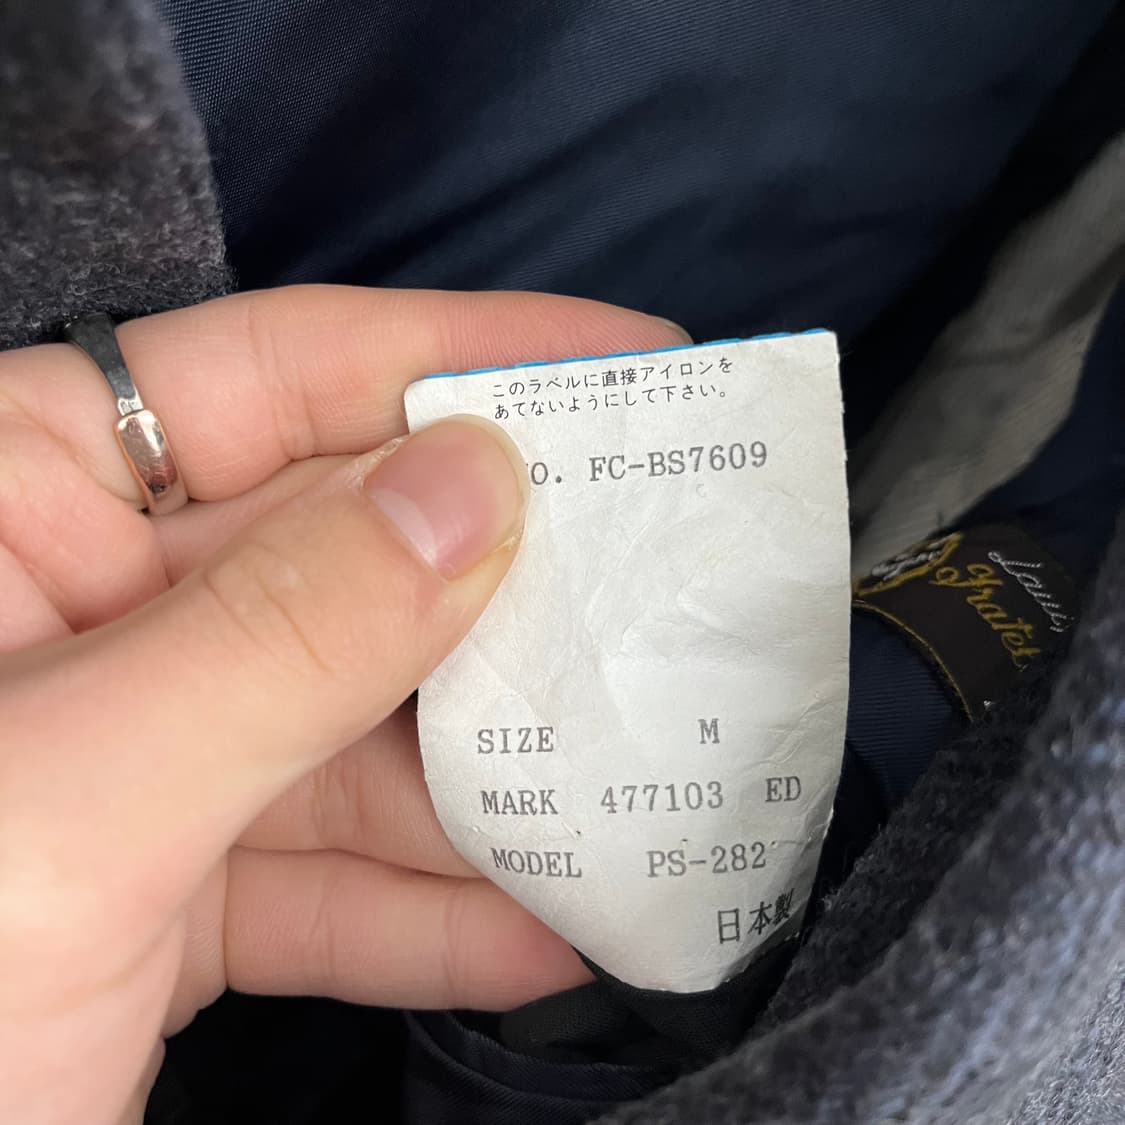 このラベルに直接アイロンを
あてないようにして下さい。
O. FC-BS7609
SIZE M
MARK 477103 ED
MODEL PS-282
日本製